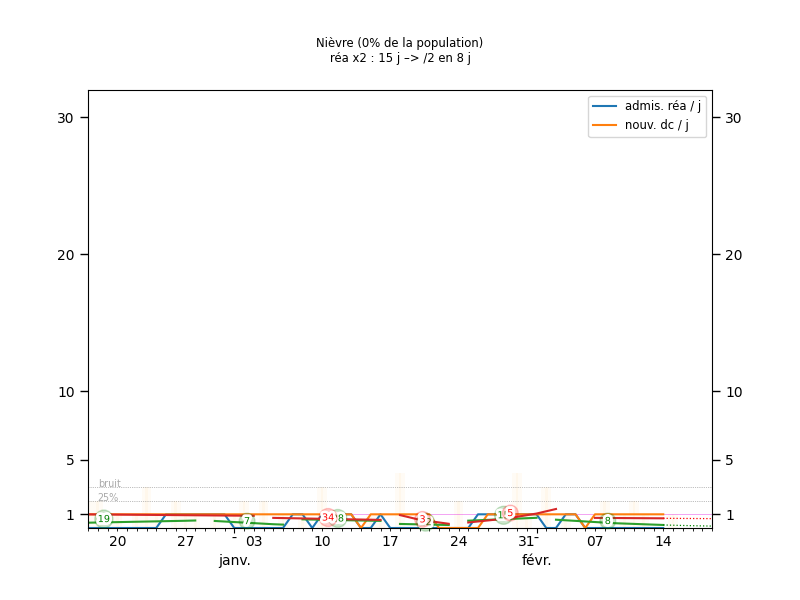 Nièvre (0% de la population)
réa x2 : 15 j –> /2 en 8 j
admis. réa / j
nouv. dc / j
30 30
20 20
10 10
5 5
bruit
25%
1 1
19 7 34 8 3 2 1 5 8
20 27 - 03 10 17 24 31 - 07 14
janv. févr.